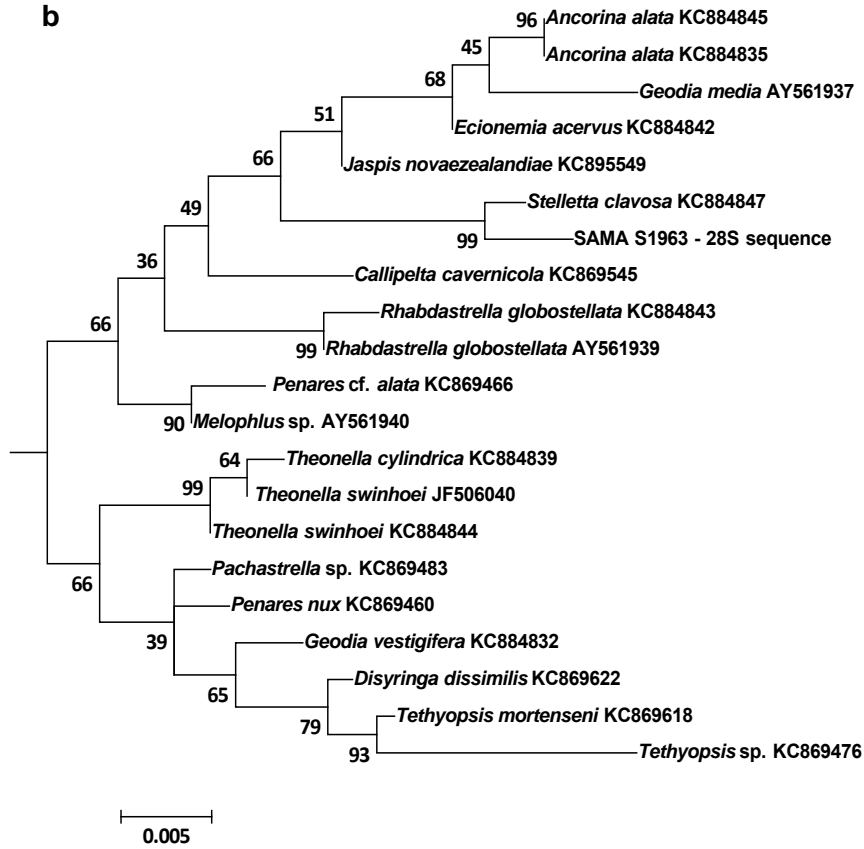 b
96
Ancorina alata KC884845
Ancorina alata KC884835
45
Geodia media AY561937
68
Ecionemia acervus KC884842
51
Jaspis novaezealandiae KC895549
66
Stelletta clavosa KC884847
SAMA S1963 - 28S sequence
99
49
Callipelta cavernicola KC869545
36
Rhabdastrella globostellata KC884843
Rhabdastrella globostellata AY561939
99
66
Penares cf. alata KC869466
Melophlus sp. AY561940
90
Theonella cylindrica KC884839
64
Theonella swinhoei JF506040
99
Theonella swinhoei KC884844
66
Pachastrella sp. KC869483
Penares nux KC869460
39
Geodia vestigifera KC884832
65
Disyringa dissimilis KC869622
79
Tethyopsis mortenseni KC869618
93
Tethyopsis sp. KC869476
0.005